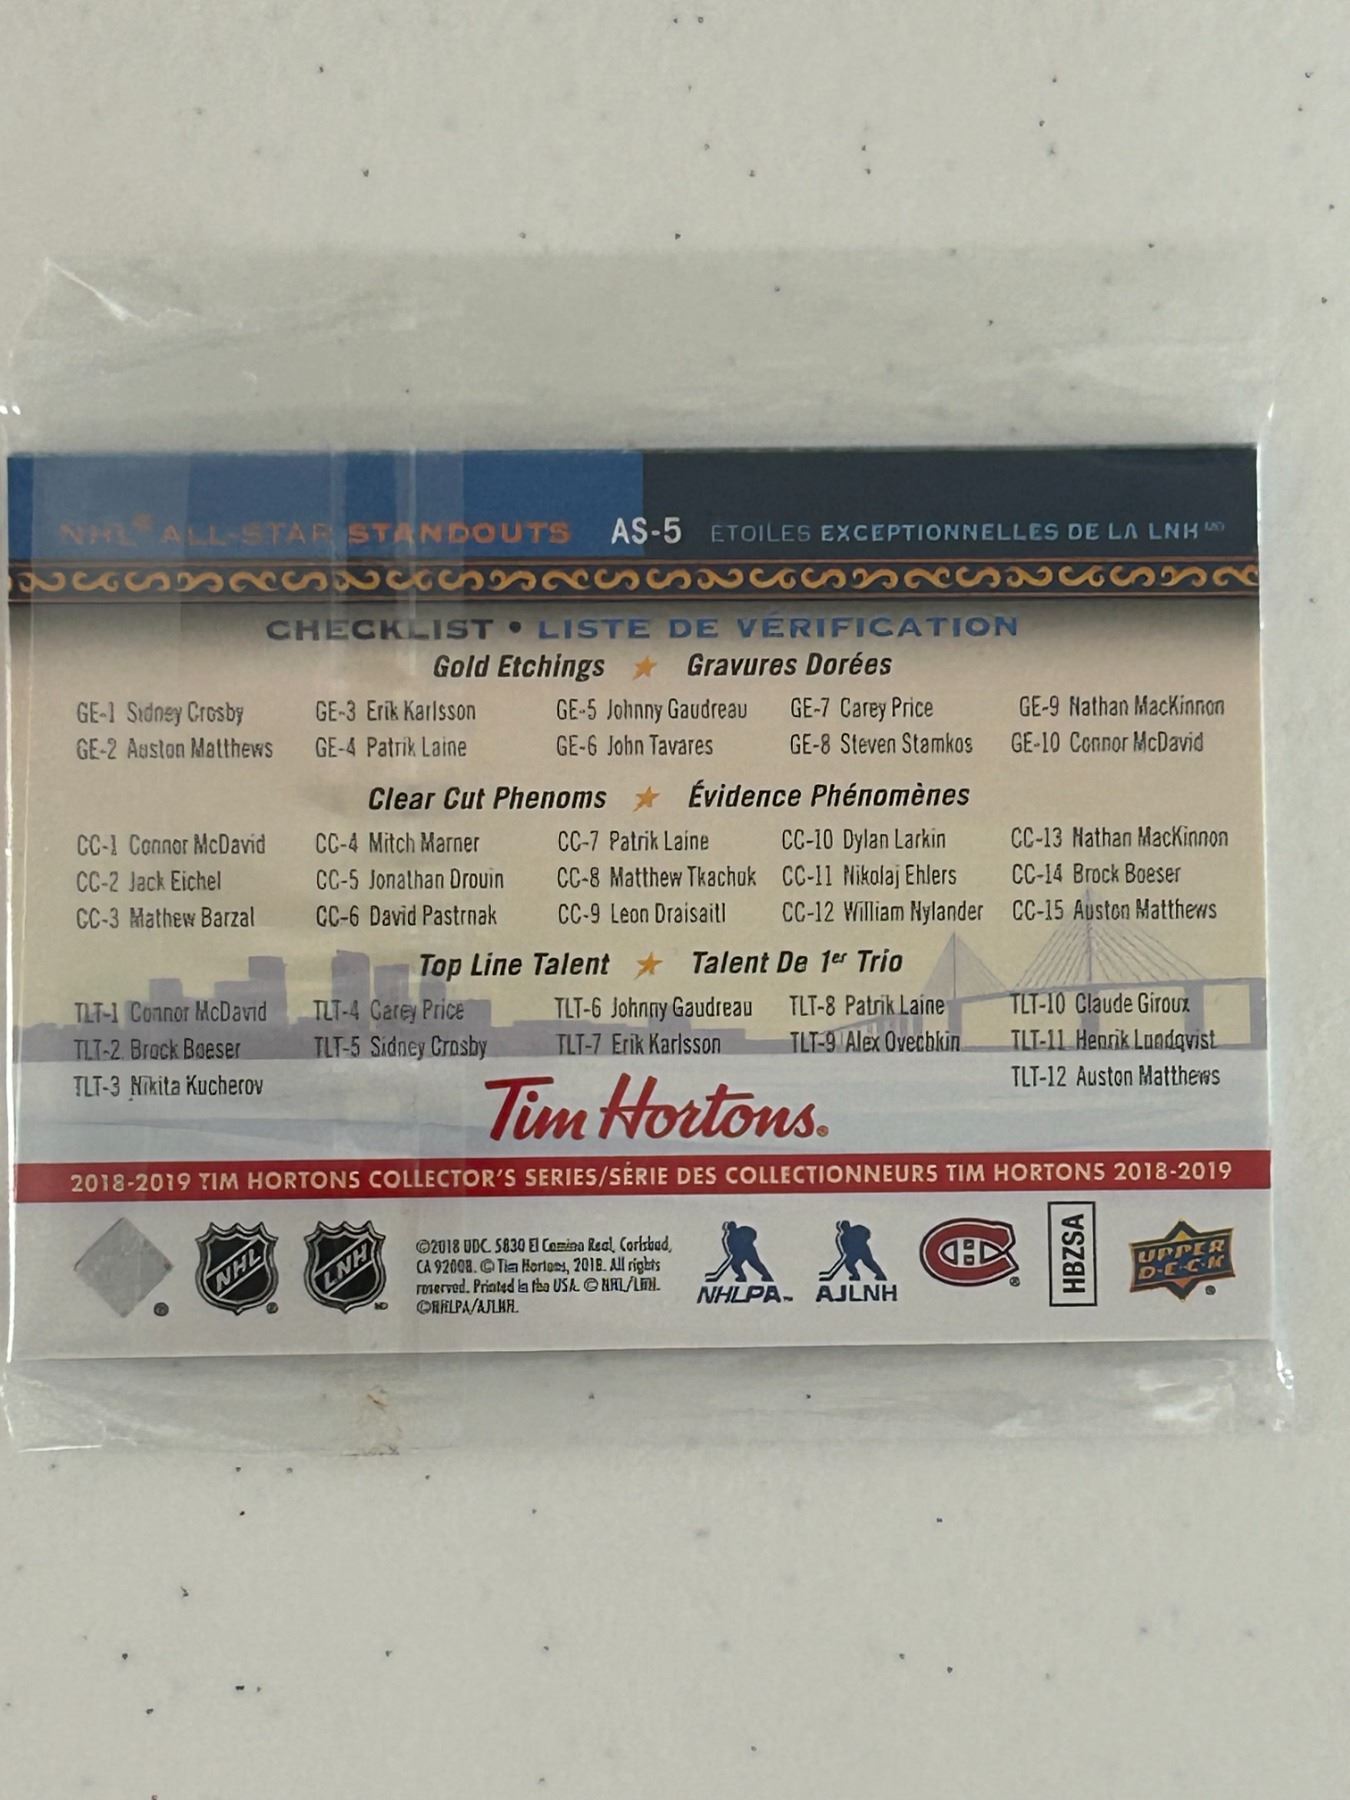 NHL® ALL-STAR STANDOUTS AS-5 ÉTOILES EXCEPTIONNELLES DE LA LNH MD
CHECKLIST • LISTE DE VÉRIFICATION
Gold Etchings ★ Gravures Dorées
GE-1 Sidney Crosby GE-3 Erik Karlsson GE-5 Johnny Gaudreau GE-7 Carey Price GE-9 Nathan MacKinnon
GE-2 Auston Matthews GE-4 Patrik Laine GE-6 John Tavares GE-8 Steven Stamkos GE-10 Connor McDavid
Clear Cut Phenoms ★ Évidence Phénomènes
CC-1 Connor McDavid CC-4 Mitch Marner CC-7 Patrik Laine CC-10 Dylan Larkin CC-13 Nathan MacKinnon
CC-2 Jack Eichel CC-5 Jonathan Drouin CC-8 Matthew Tkachuk CC-11 Nikolaj Ehlers CC-14 Brock Boeser
CC-3 Mathew Barzal CC-6 David Pastrnak CC-9 Leon Draisaitl CC-12 William Nylander CC-15 Auston Matthews
Top Line Talent ★ Talent De 1er Trio
TLT-1 Connor McDavid TLT-4 Carey Price TLT-6 Johnny Gaudreau TLT-8 Patrik Laine TLT-10 Claude Giroux
TLT-2 Brock Boeser TLT-5 Sidney Crosby TLT-7 Erik Karlsson TLT-9 Alex Ovechkin TLT-11 Henrik Lundqvist
TLT-3 Nikita Kucherov TLT-12 Auston Matthews
Tim Hortons®
2018-2019 TIM HORTONS COLLECTOR'S SERIES/SÉRIE DES COLLECTIONNEURS TIM HORTONS 2018-2019
©2018 UDC. 5830 El Camino Real, Carlsbad,
CA 92008. © Tim Hortons, 2018. All rights
reserved. Printed in the USA. © NHL/LNH.
©NHLPA/AJLNH.
NHL LNH
NHLPA™ AJLNH
CH
HBZSA
UPPER
D·E·C·K